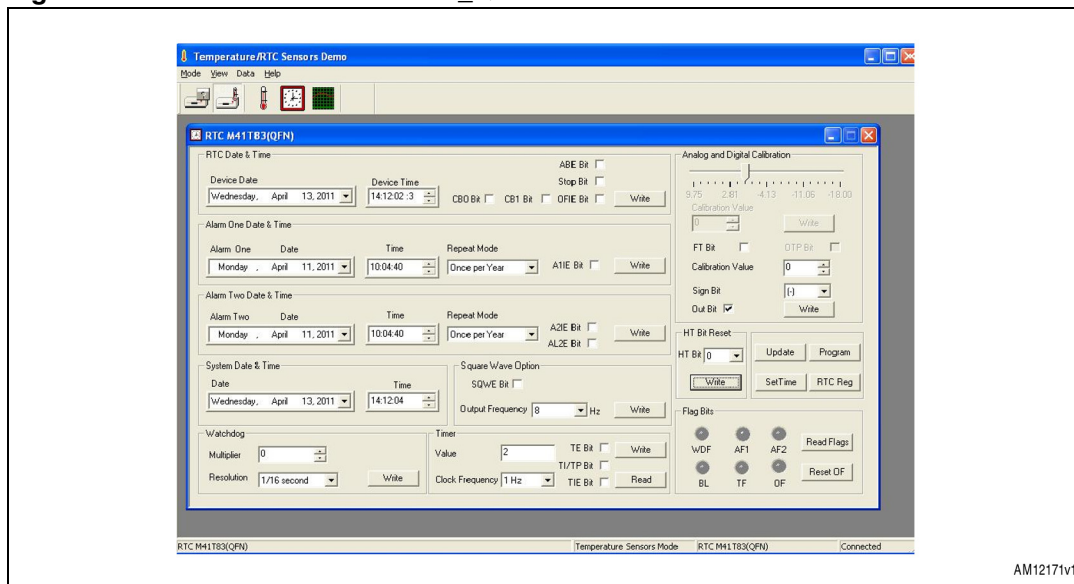 Temperature/RTC Sensors Demo
Mode View Data Help
RTC M41T83(QFN)
RTC Date & Time
Device Date
Device Time
Wednesday, April 13, 2011
14:12:02 :3
ABE Bit
Stop Bit
CB0 Bit CB1 Bit OFIE Bit
Write
Alarm One Date & Time
Alarm One Date Time Repeat Mode
Monday , April 11, 2011 10:04:40 Once per Year A1IE Bit Write
Alarm Two Date & Time
Alarm Two Date Time Repeat Mode
Monday , April 11, 2011 10:04:40 Once per Year A2IE Bit Write
AL2E Bit
System Date & Time
Date Time
Wednesday, April 13, 2011 14:12:04
Square Wave Option
SQWE Bit
Output Frequency 8 Hz Write
Watchdog
Multiplier 0
Resolution 1/16 second Write
Timer
Value 2 TE Bit Write
TI/TP Bit
Clock Frequency 1 Hz TIE Bit Read
Analog and Digital Calibration
9.75 2.81 -4.13 -11.06 -18.00
Calibration Value
0 Write
FT Bit OTP Bit
Calibration Value 0
Sign Bit (-)
Out Bit Write
HT Bit Reset
HT Bit 0
Write
Update Program
SetTime RTC Reg
Flag Bits
WDF AF1 AF2 Read Flags
BL TF OF Reset OF
RTC M41T83(QFN) Temperature Sensors Mode RTC M41T83(QFN) Connected
AM12171v1